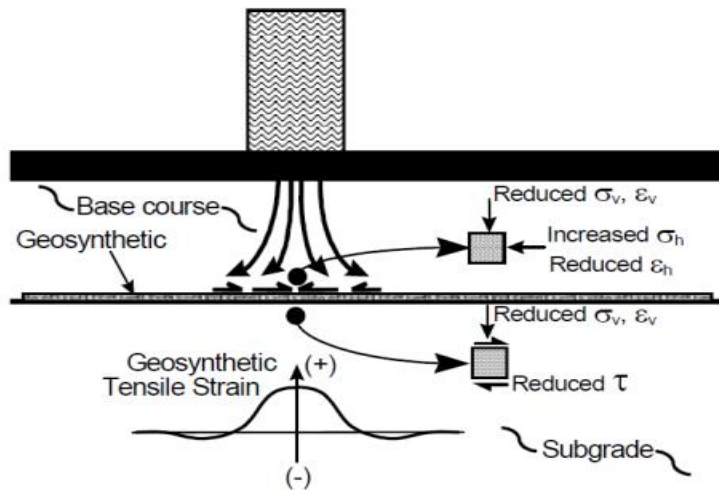 Base course
Geosynthetic
Reduced σv, εv
Increased σh
Reduced εh
Reduced σv, εv
Reduced τ
Geosynthetic
Tensile Strain
(+)
(-)
Subgrade